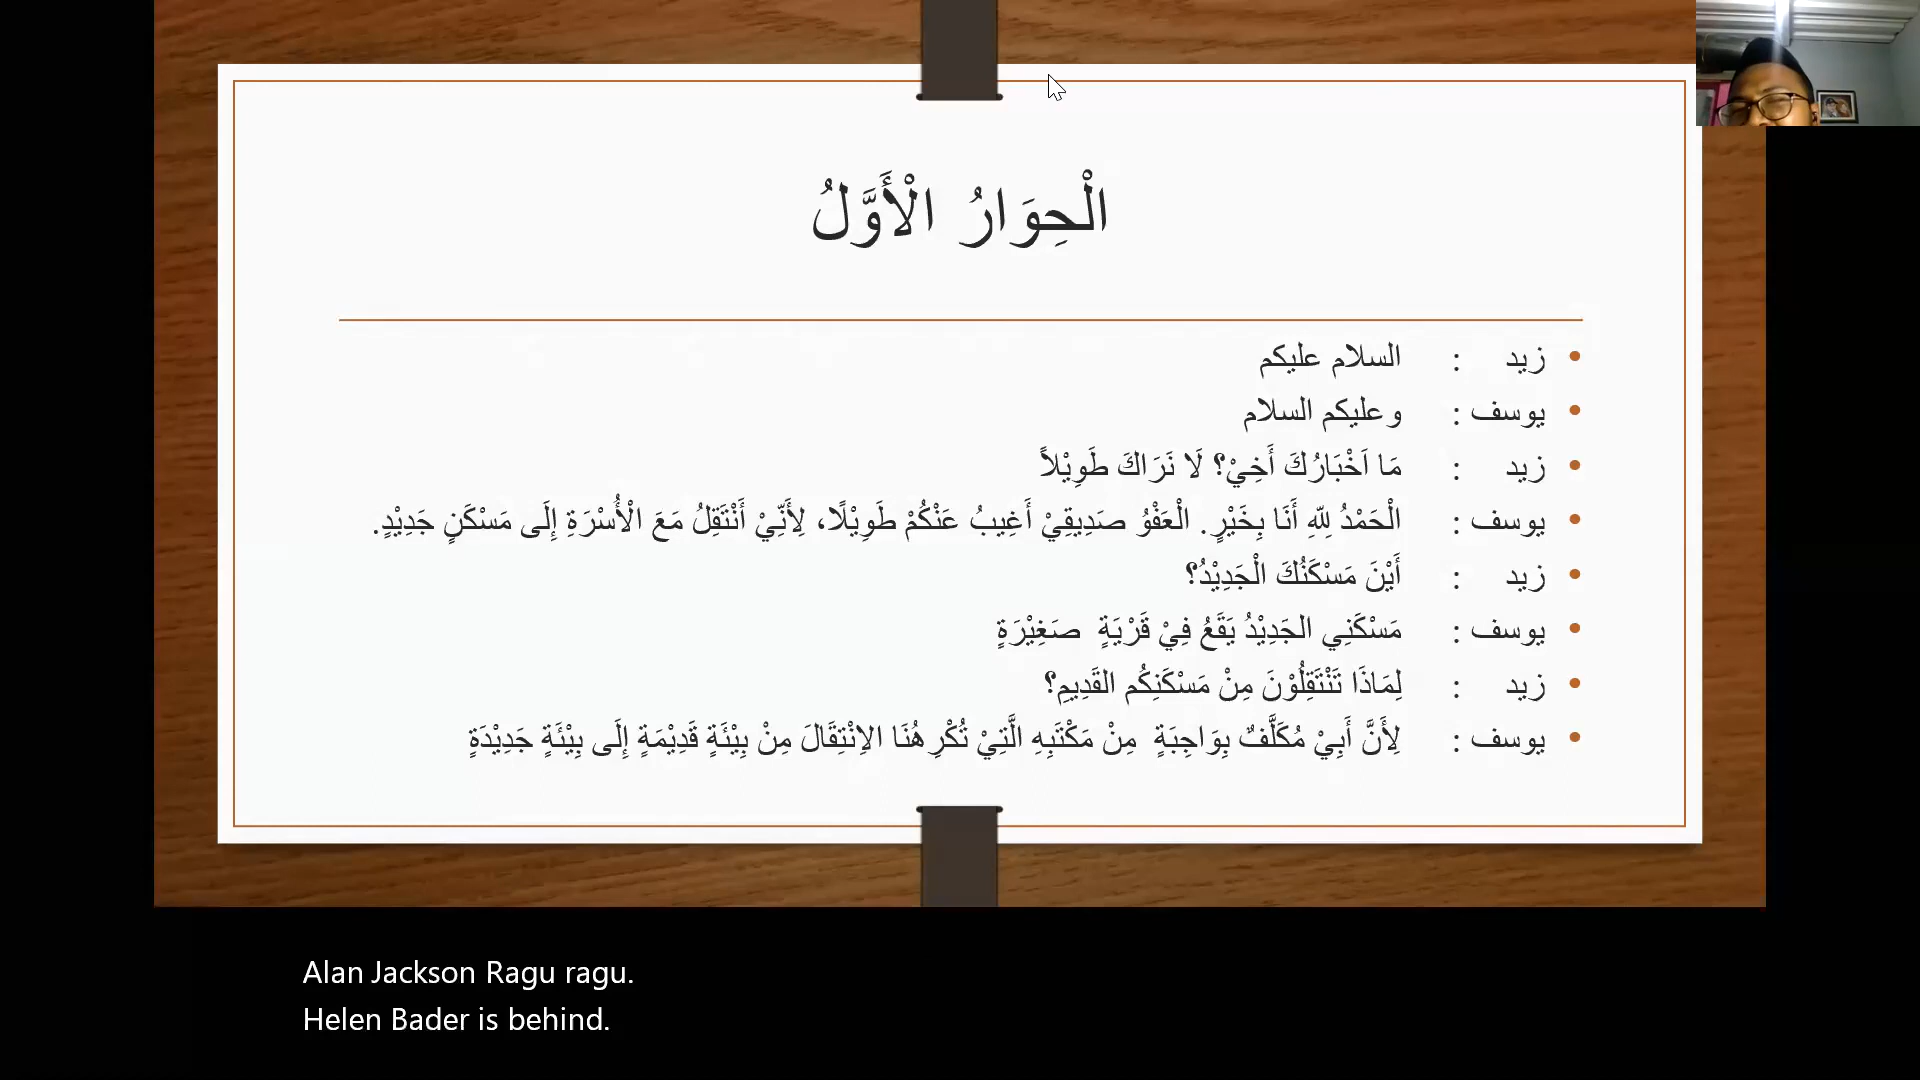 الْحِوَارُ الْأَوَّلُ
زيد : السلام عليكم
يوسف : وعليكم السلام
زيد : مَا اَخْبَارُكَ أَخِيْ؟ لَا نَرَاكَ طَوِيْلاً
يوسف : الْحَمْدُ لِلّٰهِ أَنَا بِخَيْرٍ. الْعَفْوُ صَدِيقِيْ أَغِيبُ عَنْكُمْ طَوِيْلًا، لِأَنِّيْ أَنْتَقِلُ مَعَ الْأُسْرَةِ إِلَى مَسْكَنٍ جَدِيْدٍ.
زيد : أَيْنَ مَسْكَنُكَ الْجَدِيْدُ؟
يوسف : مَسْكَنِي الجَدِيْدُ يَقَعُ فِيْ قَرْيَةٍ صَغِيْرَةٍ
زيد : لِمَاذَا تَنْتَقِلُوْنَ مِنْ مَسْكَنِكُم القَدِيمِ؟
يوسف : لِأَنَّ أَبِيْ مُكَلَّفٌ بِوَاجِبَةٍ مِنْ مَكْتَبِهِ الَّتِيْ تُكْرِهُنَا الاِنْتِقَالَ مِنْ بِيْئَةٍ قَدِيْمَةٍ إِلَى بِيْئَةٍ جَدِيْدَةٍ
Alan Jackson Ragu ragu.
Helen Bader is behind.